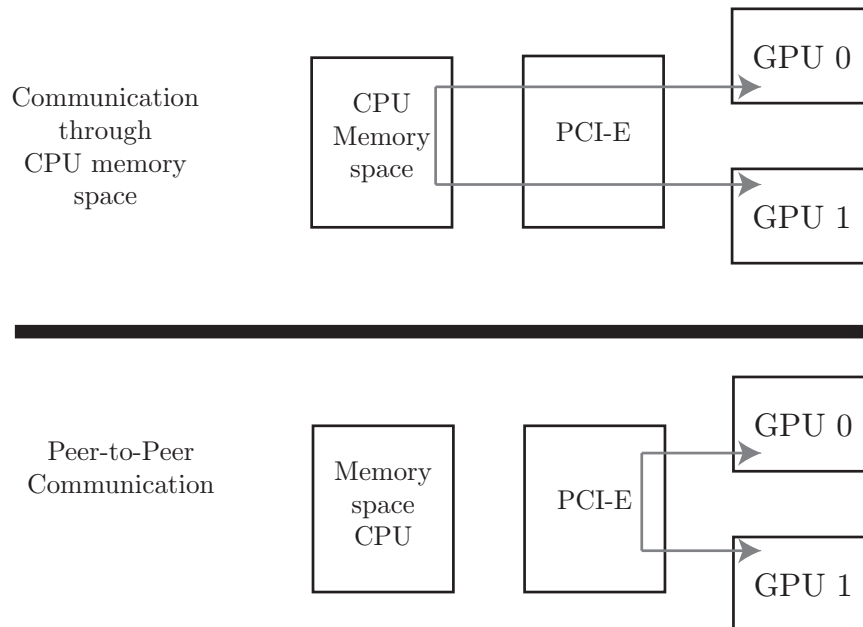 Communication
through
CPU memory
space
CPU
Memory
space
PCI-E
GPU 0
GPU 1
Peer-to-Peer
Communication
Memory
space
CPU
PCI-E
GPU 0
GPU 1